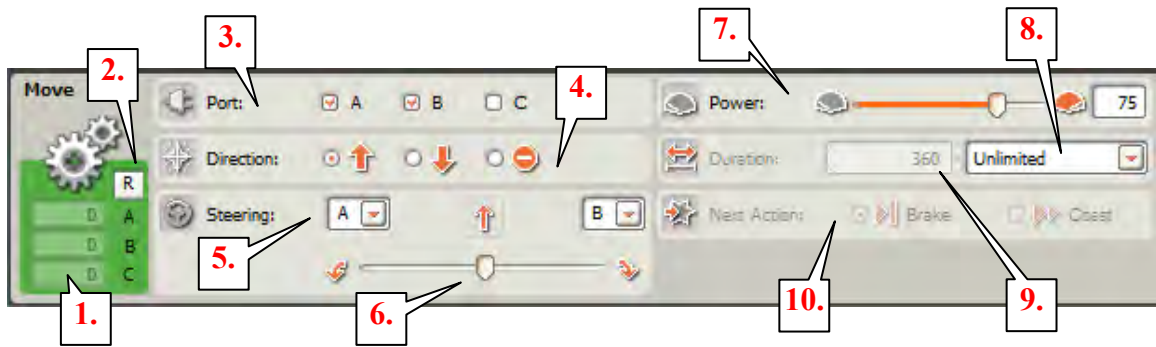 Move
1.
2.
R
D A
D B
D C
3.
Port: A B C
4.
Direction:
5.
Steering: A B
6.
7.
Power: 75
8.
Duration: 360 Unlimited
9.
Next Action: Brake Coast
10.